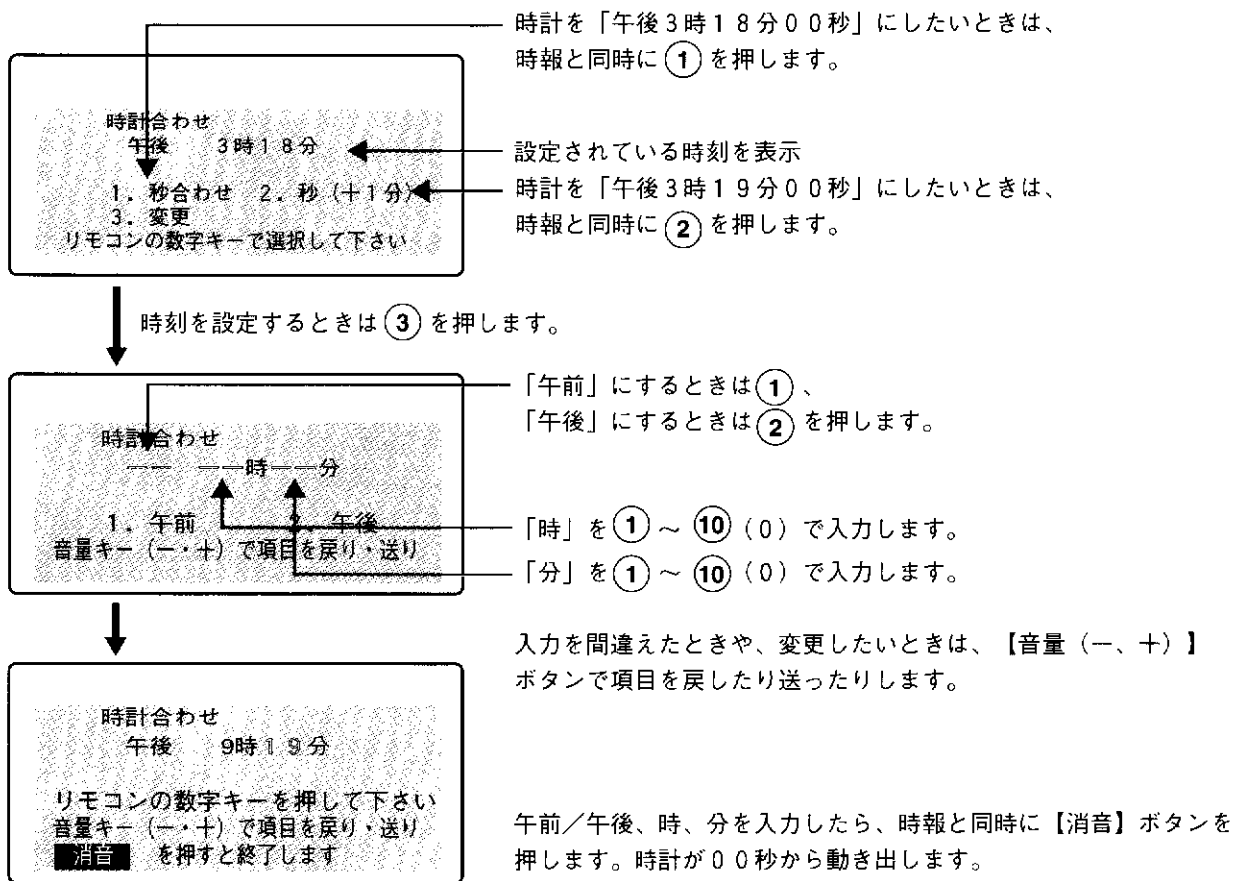 時計を「午後3時18分00秒」にしたいときは、
時報と同時に①を押します。
時計合わせ
午後 3時18分
設定されている時刻を表示
1. 秒合わせ 2. 秒(+1分)
時計を「午後3時19分00秒」にしたいときは、
3. 変更
時報と同時に②を押します。
リモコンの数字キーで選択して下さい
時刻を設定するときは③を押します。
「午前」にするときは①、
「午後」にするときは②を押します。
時計合わせ
―― ――時――分
1. 午前 2. 午後
「時」を①～⑩(0)で入力します。
音量キー(−・+)で項目を戻り・送り
「分」を①～⑩(0)で入力します。
入力を間違えたときや、変更したいときは、【音量(−、+)】
ボタンで項目を戻したり送ったりします。
時計合わせ
午後 9時19分
リモコンの数字キーを押して下さい
音量キー(−・+)で項目を戻り・送り
消音 を押すと終了します
午前/午後、時、分を入力したら、時報と同時に【消音】ボタンを
押します。時計が00秒から動き出します。